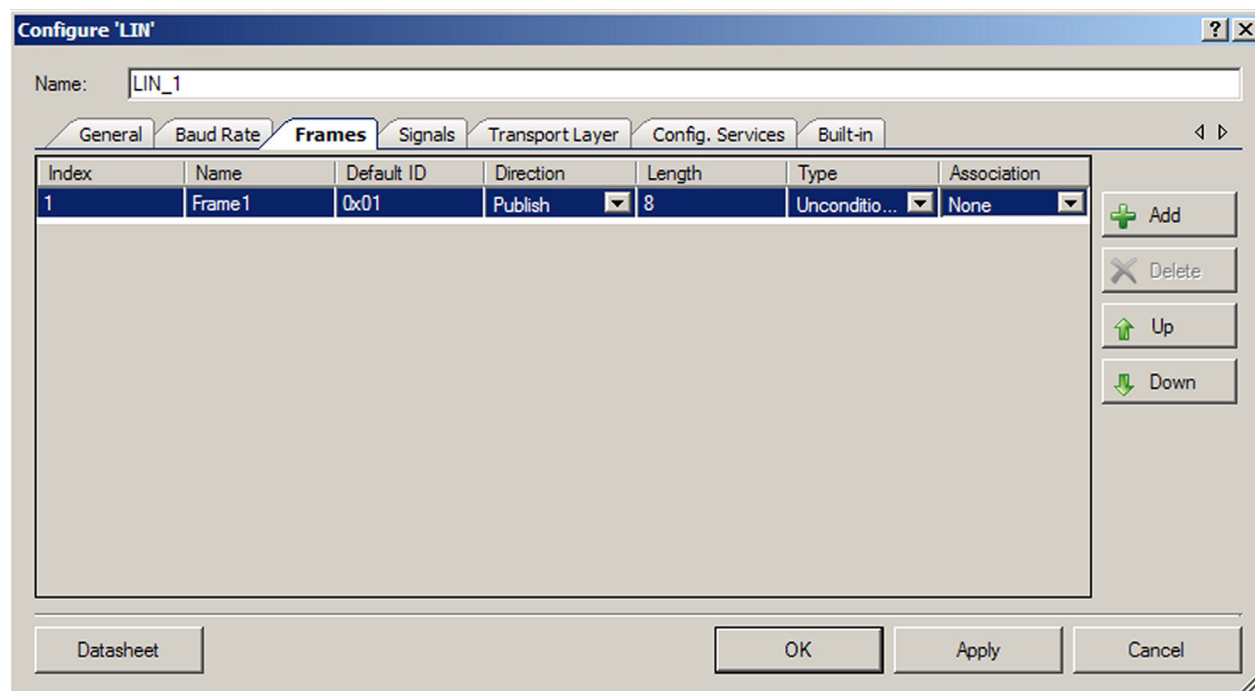 Configure 'LIN'
Name: LIN_1
General Baud Rate Frames Signals Transport Layer Config. Services Built-in
Index Name Default ID Direction Length Type Association
1 Frame1 0x01 Publish 8 Unconditio... None
Add
Delete
Up
Down
Datasheet OK Apply Cancel